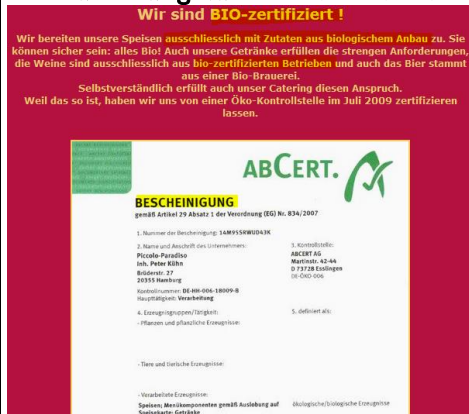 Wir sind BIO-zertifiziert !
Wir bereiten unsere Speisen ausschliesslich mit Zutaten aus biologischem Anbau zu. Sie
können sicher sein: alles Bio! Auch unsere Getränke erfüllen die strengen Anforderungen,
die Weine sind ausschliesslich aus bio-zertifizierten Betrieben und auch das Bier stammt
aus einer Bio-Brauerei.
Selbstverständlich erfüllt auch unser Catering diesen Anspruch.
Weil das so ist, haben wir uns von einer Öko-Kontrollstelle im Juli 2009 zertifizieren
lassen.
ABCERT.
BESCHEINIGUNG
gemäß Artikel 29 Absatz 1 der Verordnung (EG) Nr. 834/2007
1. Nummer der Bescheinigung: 14M955RWUD43K
2. Name und Anschrift des Unternehmens:
Piccolo-Paradiso
Inh. Peter Kühn
Brüderstr. 27
20355 Hamburg
Kontrollnummer: DE-HH-006-18009-B
Haupttätigkeit: Verarbeitung
3. Kontrollstelle:
ABCERT AG
Martinstr. 42-44
D 73728 Esslingen
DE-ÖKO-006
4. Erzeugnisgruppen/Tätigkeit:
- Pflanzen und pflanzliche Erzeugnisse:
5. definiert als:
- Tiere und tierische Erzeugnisse:
- Verarbeitete Erzeugnisse:
Speisen; Menükomponenten gemäß Auslobung auf
Speisekarte; Getränke
ökologische/biologische Erzeugnisse